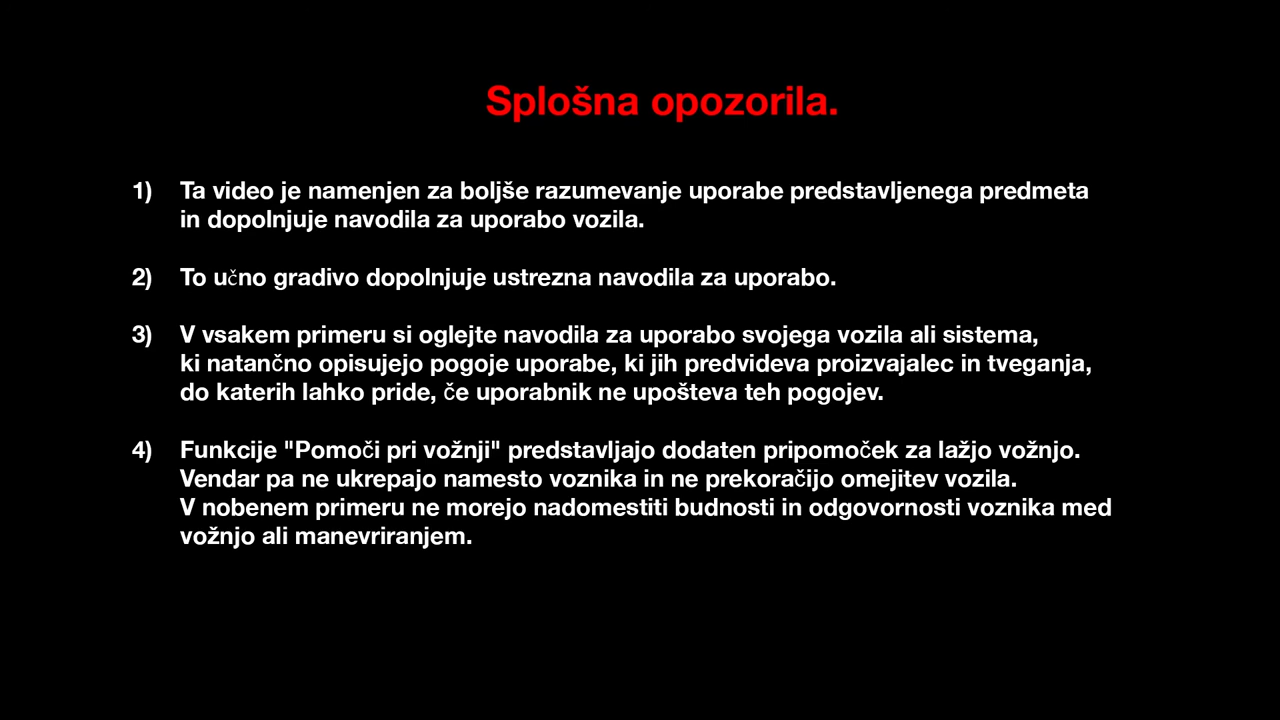 Splošna opozorila.
1) Ta video je namenjen za boljše razumevanje uporabe predstavljenega predmeta
in dopolnjuje navodila za uporabo vozila.
2) To učno gradivo dopolnjuje ustrezna navodila za uporabo.
3) V vsakem primeru si oglejte navodila za uporabo svojega vozila ali sistema,
ki natančno opisujejo pogoje uporabe, ki jih predvideva proizvajalec in tveganja,
do katerih lahko pride, če uporabnik ne upošteva teh pogojev.
4) Funkcije "Pomoči pri vožnji" predstavljajo dodaten pripomoček za lažjo vožnjo.
Vendar pa ne ukrepajo namesto voznika in ne prekoračijo omejitev vozila.
V nobenem primeru ne morejo nadomestiti budnosti in odgovornosti voznika med
vožnjo ali manevriranjem.